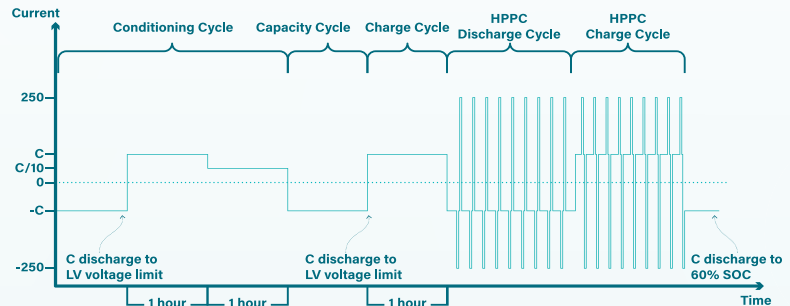 Current
Conditioning Cycle
Capacity Cycle
Charge Cycle
HPPC
Discharge Cycle
HPPC
Charge Cycle
250
C
C/10
0
-C
-250
C discharge to
LV voltage limit
C discharge to
LV voltage limit
C discharge to
60% SOC
1 hour
1 hour
1 hour
Time